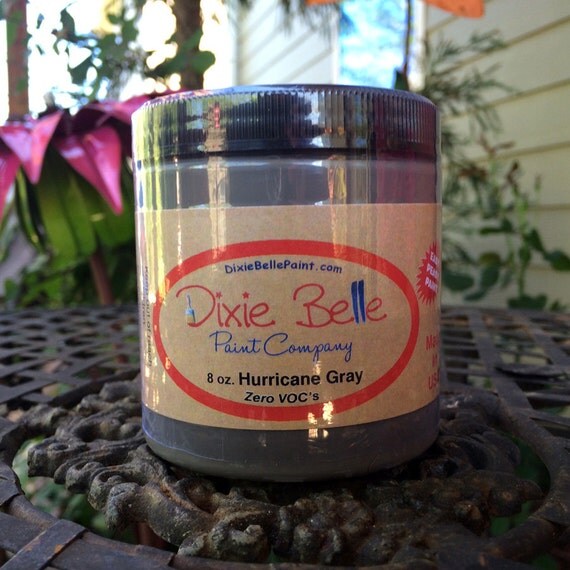 DixieBellePaint.com
Dixie Belle
Paint Company
8 oz. Hurricane Gray
Zero VOC's